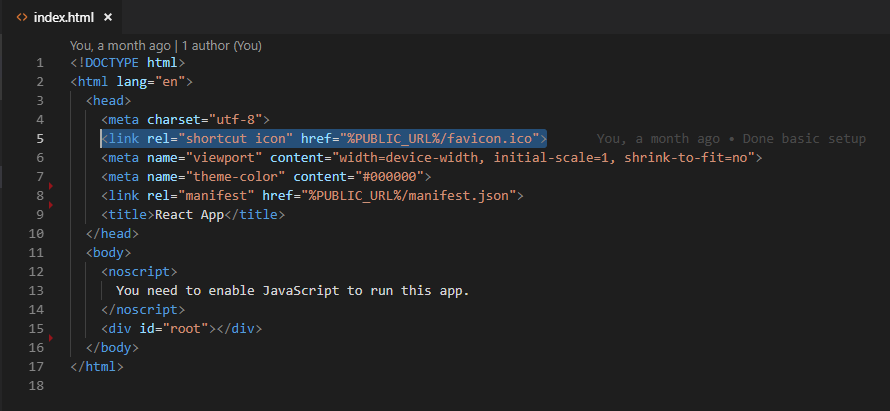 index.html
You, a month ago | 1 author (You)
1 <!DOCTYPE html>
2 <html lang="en">
3 <head>
4 <meta charset="utf-8">
5 <link rel="shortcut icon" href="%PUBLIC_URL%/favicon.ico"> You, a month ago • Done basic setup
6 <meta name="viewport" content="width=device-width, initial-scale=1, shrink-to-fit=no">
7 <meta name="theme-color" content="#000000">
8 <link rel="manifest" href="%PUBLIC_URL%/manifest.json">
9 <title>React App</title>
10 </head>
11 <body>
12 <noscript>
13 You need to enable JavaScript to run this app.
14 </noscript>
15 <div id="root"></div>
16 </body>
17 </html>
18